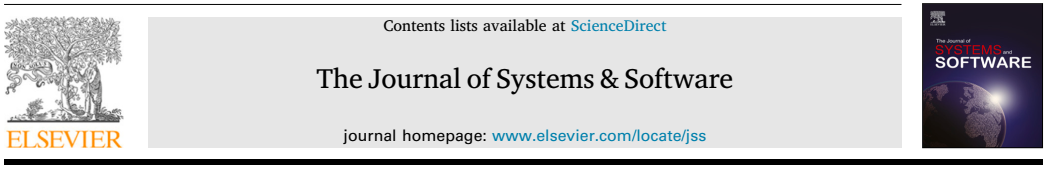 Contents lists available at ScienceDirect
The Journal of Systems & Software
journal homepage: www.elsevier.com/locate/jss
ELSEVIER
The Journal of
SYSTEMS and
SOFTWARE